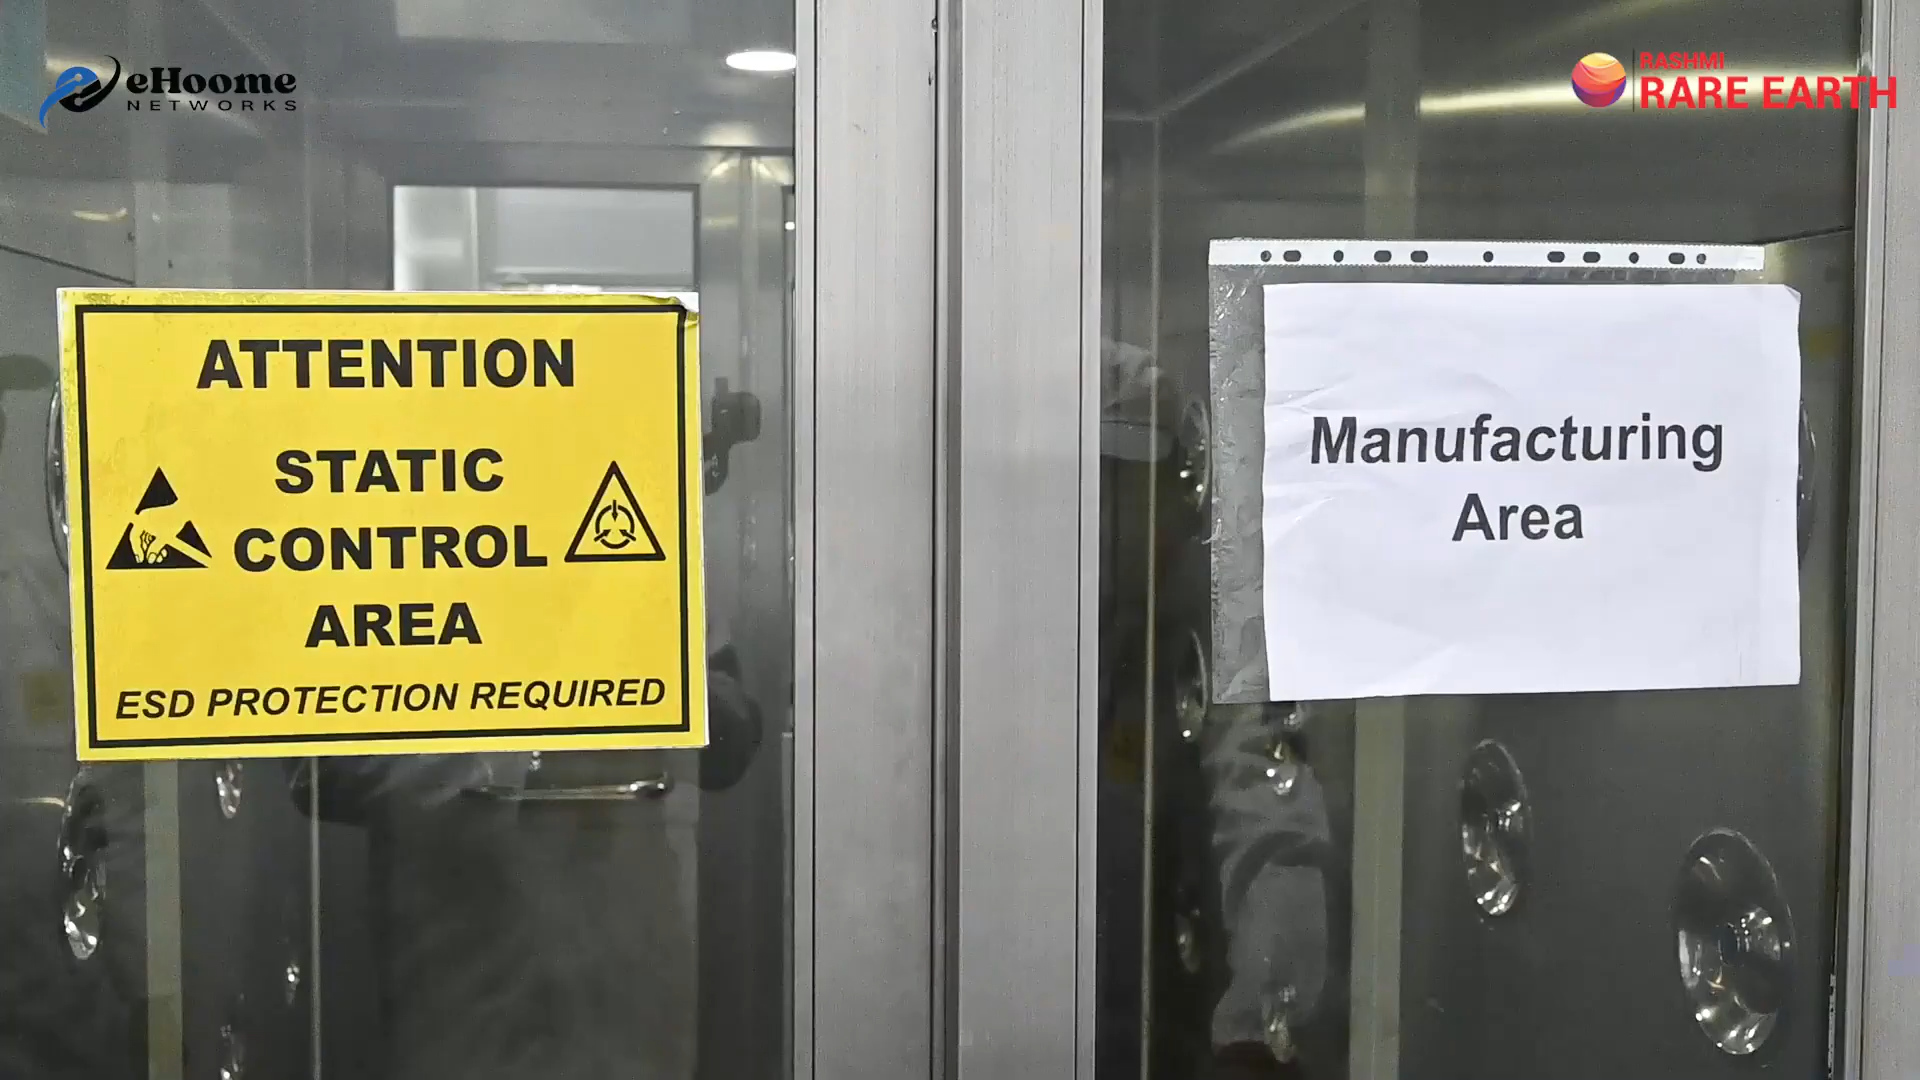 eHoome
NETWORKS
RASHMI
RARE EARTH
ATTENTION
STATIC
CONTROL
AREA
ESD PROTECTION REQUIRED
Manufacturing
Area